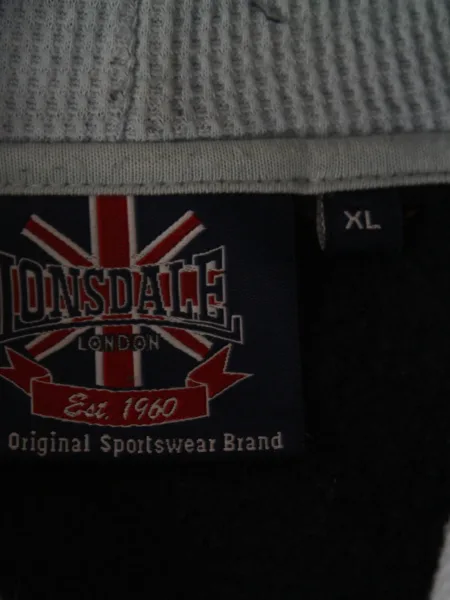 XL
LONSDALE
LONDON
Est. 1960
Original Sportswear Brand